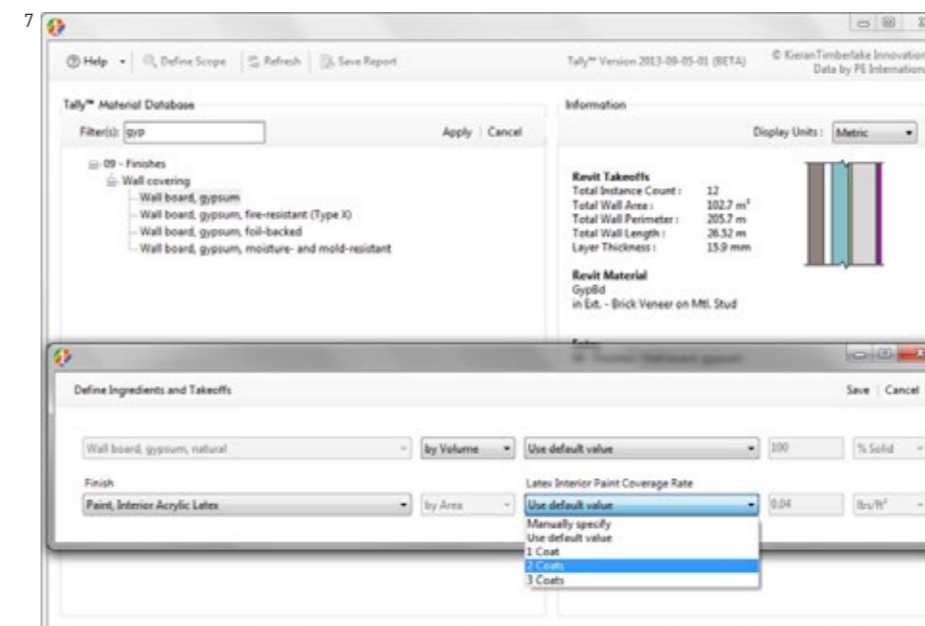 7
Help Define Scope Refresh Save Report Tally™ Version 2013-09-05-01 (BETA) © KieranTimberlake Innovation
Data by PE Internation
Tally™ Material Database
Filter(s): gyp Apply Cancel
09 - Finishes
Wall covering
Wall board, gypsum
Wall board, gypsum, fire-resistant (Type X)
Wall board, gypsum, foil-backed
Wall board, gypsum, moisture- and mold-resistant
Information
Display Units: Metric
Revit Takeoffs
Total Instance Count: 12
Total Wall Area: 102.7 m²
Total Wall Perimeter: 205.7 m
Total Wall Length: 26.52 m
Layer Thickness: 15.9 mm
Revit Material
GypBd
in Ext. - Brick Veneer on Mtl. Stud
Define Ingredients and Takeoffs Save Cancel
Wall board, gypsum, natural by Volume Use default value 100 % Solid
Finish Latex Interior Paint Coverage Rate
Paint, Interior Acrylic Latex by Area Use default value 0.04 lbs/ft²
Manually specify
Use default value
1 Coat
2 Coats
3 Coats